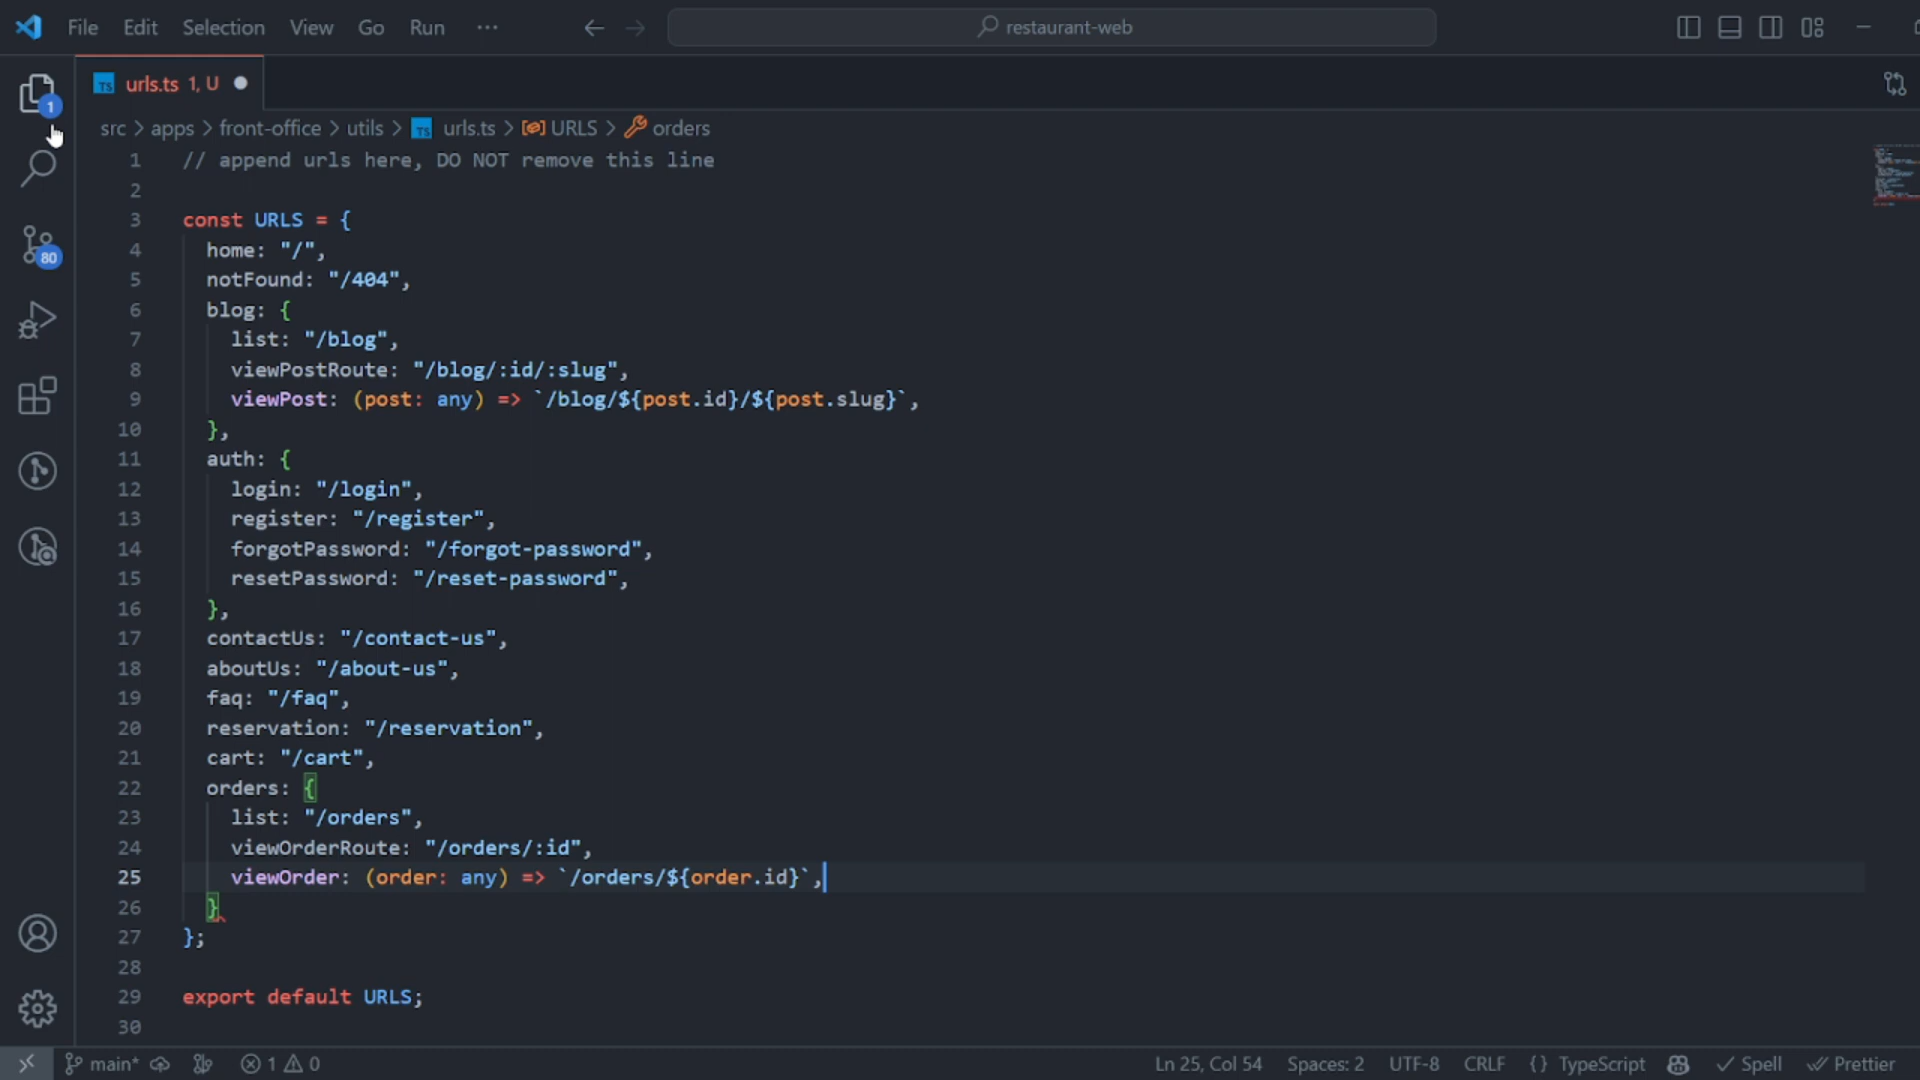 File Edit Selection View Go Run ··· restaurant-web
TS urls.ts 1, U
src > apps > front-office > utils > TS urls.ts > URLS > orders
1 // append urls here, DO NOT remove this line
2
3 const URLS = {
4 home: "/",
5 notFound: "/404",
6 blog: {
7 list: "/blog",
8 viewPostRoute: "/blog/:id/:slug",
9 viewPost: (post: any) => `/blog/${post.id}/${post.slug}`,
10 },
11 auth: {
12 login: "/login",
13 register: "/register",
14 forgotPassword: "/forgot-password",
15 resetPassword: "/reset-password",
16 },
17 contactUs: "/contact-us",
18 aboutUs: "/about-us",
19 faq: "/faq",
20 reservation: "/reservation",
21 cart: "/cart",
22 orders: {
23 list: "/orders",
24 viewOrderRoute: "/orders/:id",
25 viewOrder: (order: any) => `/orders/${order.id}`,
26 }
27 };
28
29 export default URLS;
30
1
80
main* 1 0 Ln 25, Col 54 Spaces: 2 UTF-8 CRLF {} TypeScript Spell Prettier